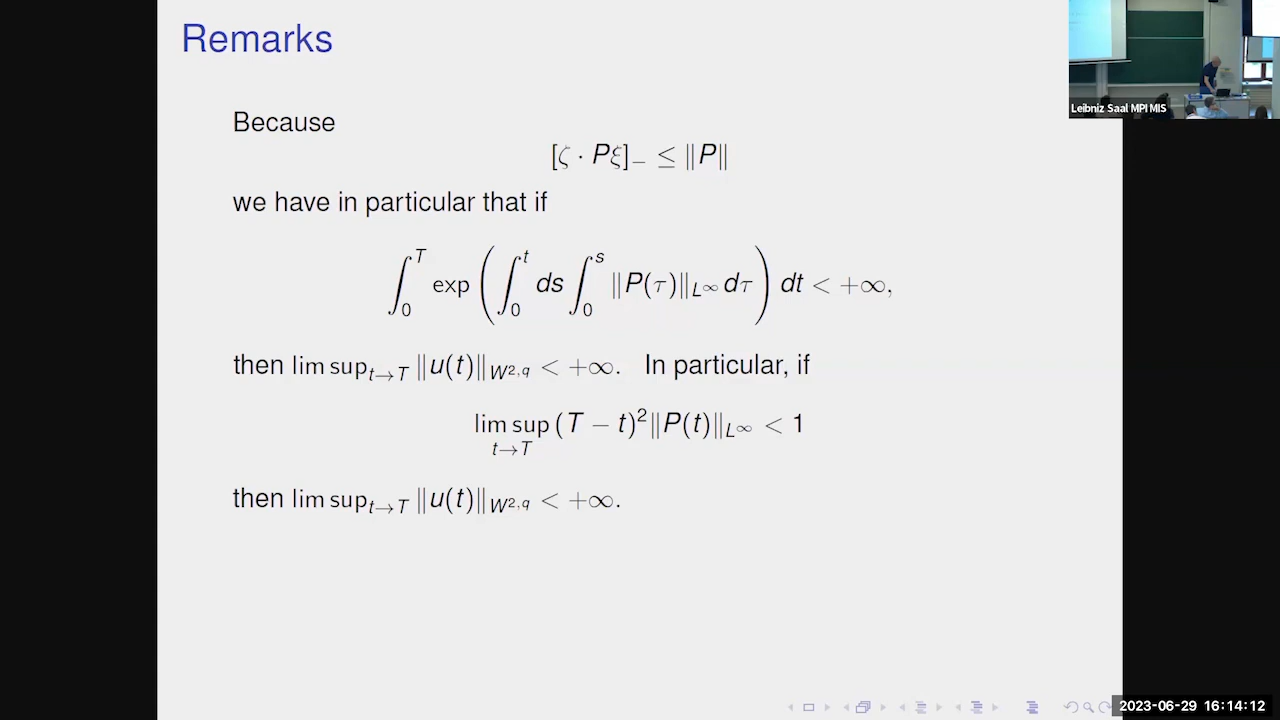 Remarks
Because
[ζ · Pξ]₋ ≤ ‖P‖
we have in particular that if
∫₀ᵀ exp ( ∫₀ᵗ ds ∫₀ˢ ‖P(τ)‖_{L^∞} dτ ) dt < +∞,
then lim sup_{t→T} ‖u(t)‖_{W^{2,q}} < +∞. In particular, if
lim sup_{t→T} (T − t)² ‖P(t)‖_{L^∞} < 1
then lim sup_{t→T} ‖u(t)‖_{W^{2,q}} < +∞.
Leibniz Saal MPI MIS
2023-06-29 16:14:12